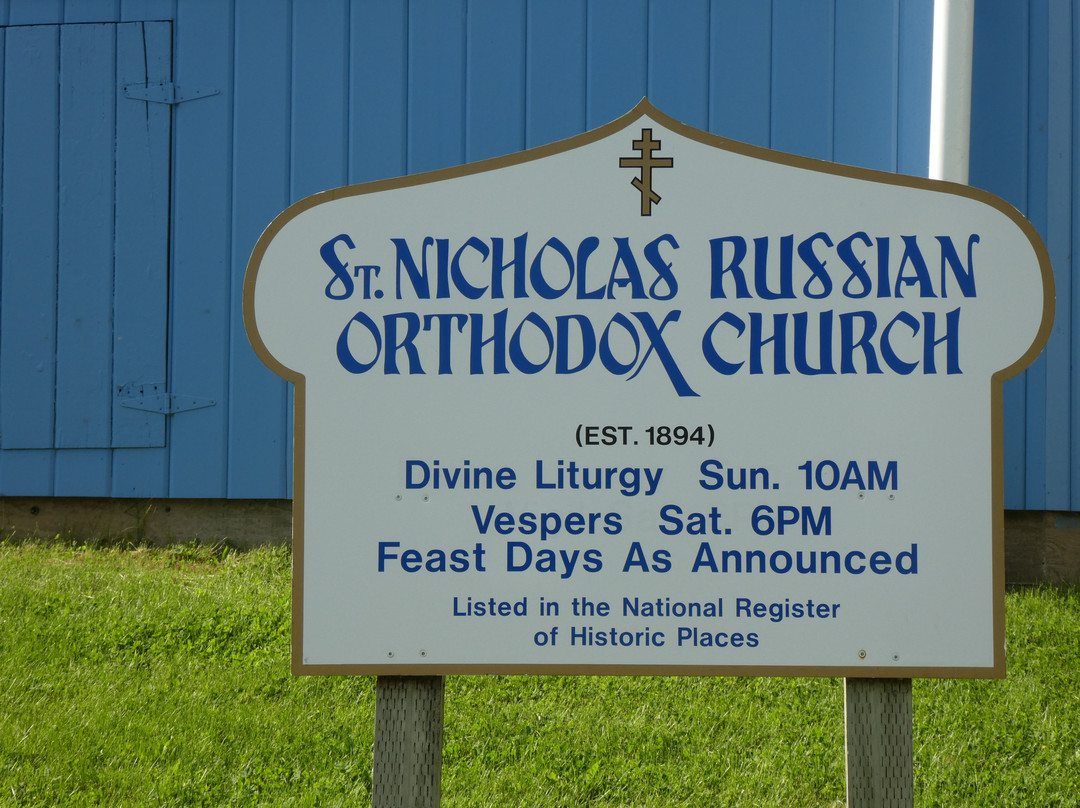 St. Nicholas Russian
Orthodox Church
(EST. 1894)
Divine Liturgy Sun. 10AM
Vespers Sat. 6PM
Feast Days As Announced
Listed in the National Register
of Historic Places